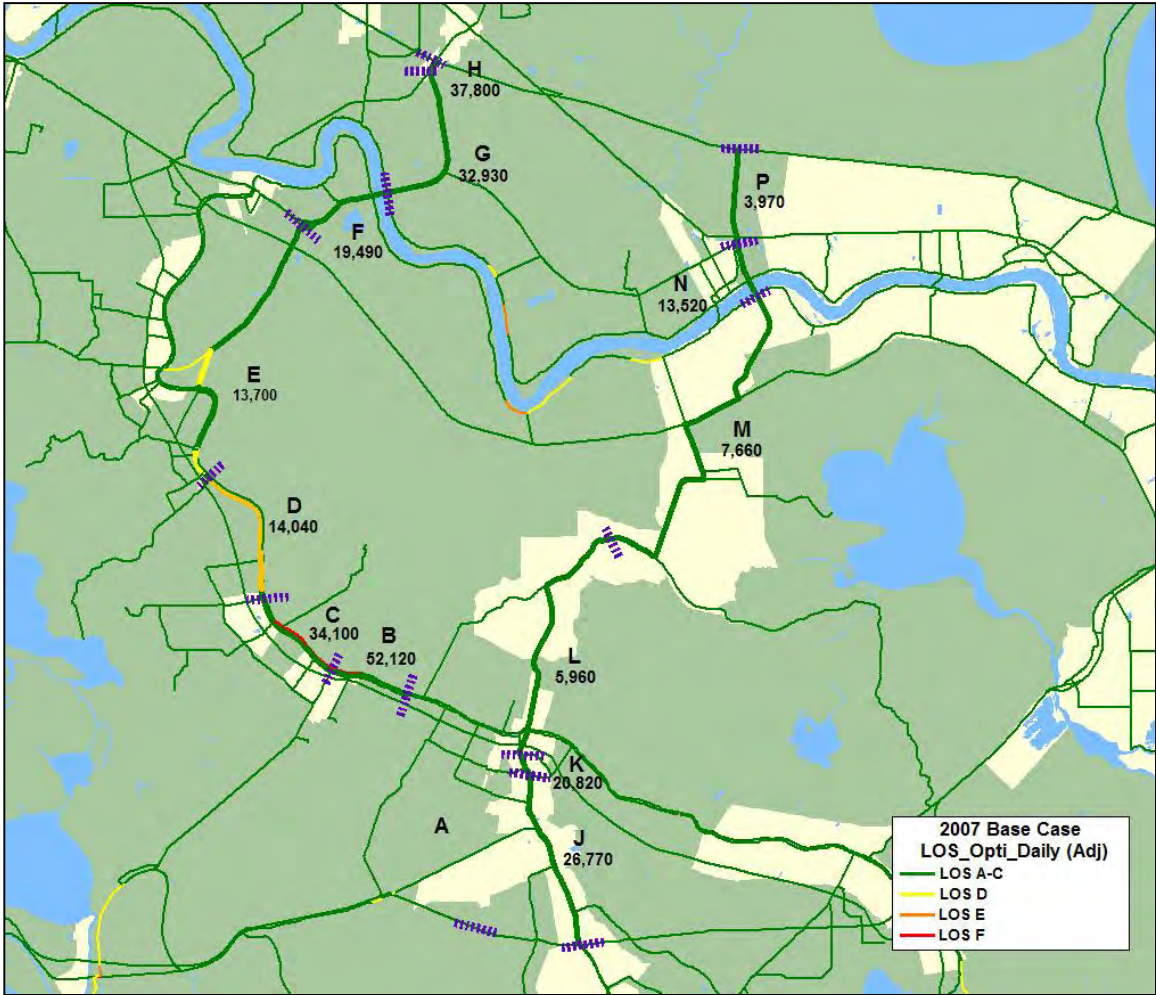 H
37,800
G
32,930
P
3,970
F
19,490
N
13,520
E
13,700
M
7,660
D
14,040
C
34,100
B
52,120
L
5,960
K
20,820
A
J
26,770
2007 Base Case
LOS_Opti_Daily (Adj)
LOS A-C
LOS D
LOS E
LOS F